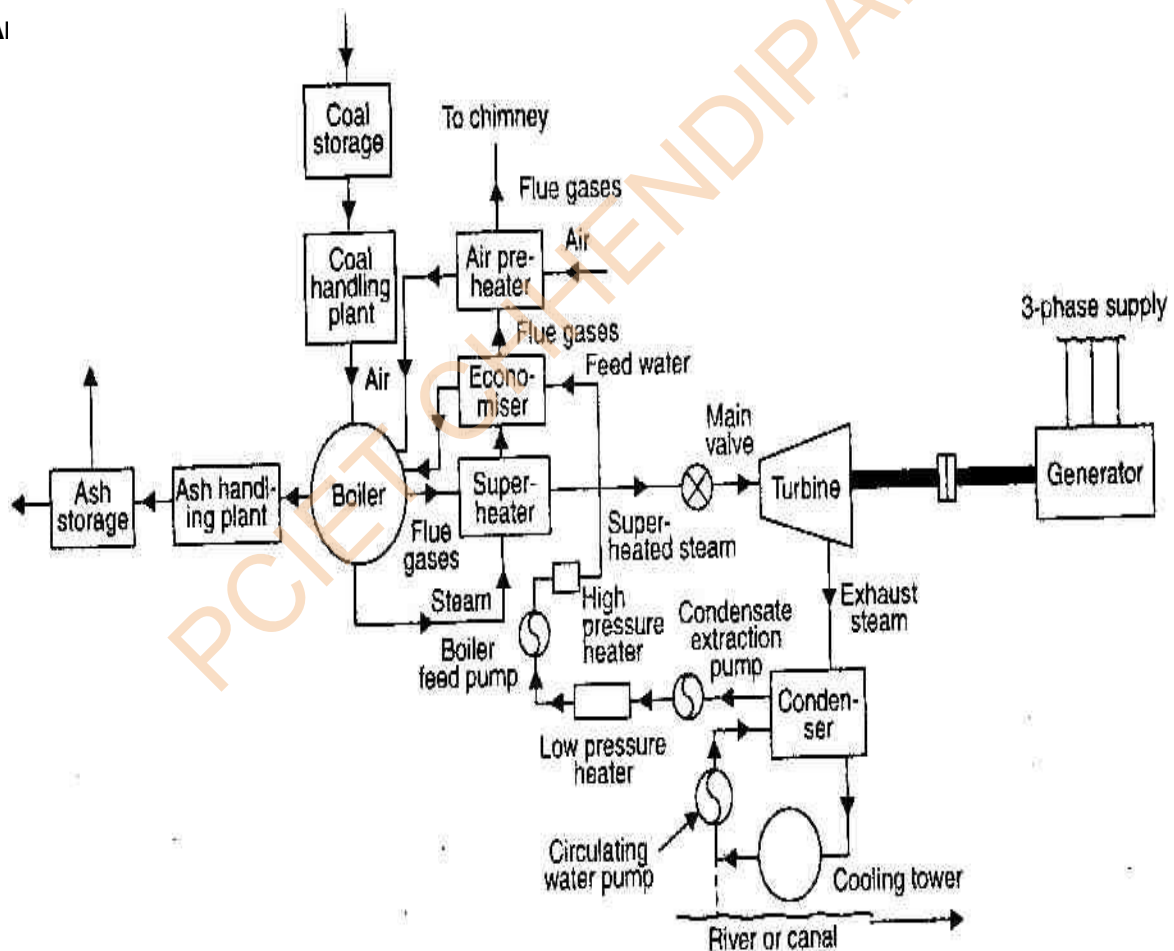 Coal
storage
To chimney
Flue gases
Coal
handling
plant
Air pre-
heater
Air
3-phase supply
Flue gases
Air
Econo-
miser
Feed water
Main
valve
Ash
storage
Ash handl-
ing plant
Boiler
Super-
heater
Turbine
Generator
Flue
gases
Super-
heated steam
Steam
High
pressure
heater
Exhaust
steam
Boiler
feed pump
Condensate
extraction
pump
Conden-
ser
Low pressure
heater
Circulating
water pump
Cooling tower
River or canal
PCIET CHHENDIPA